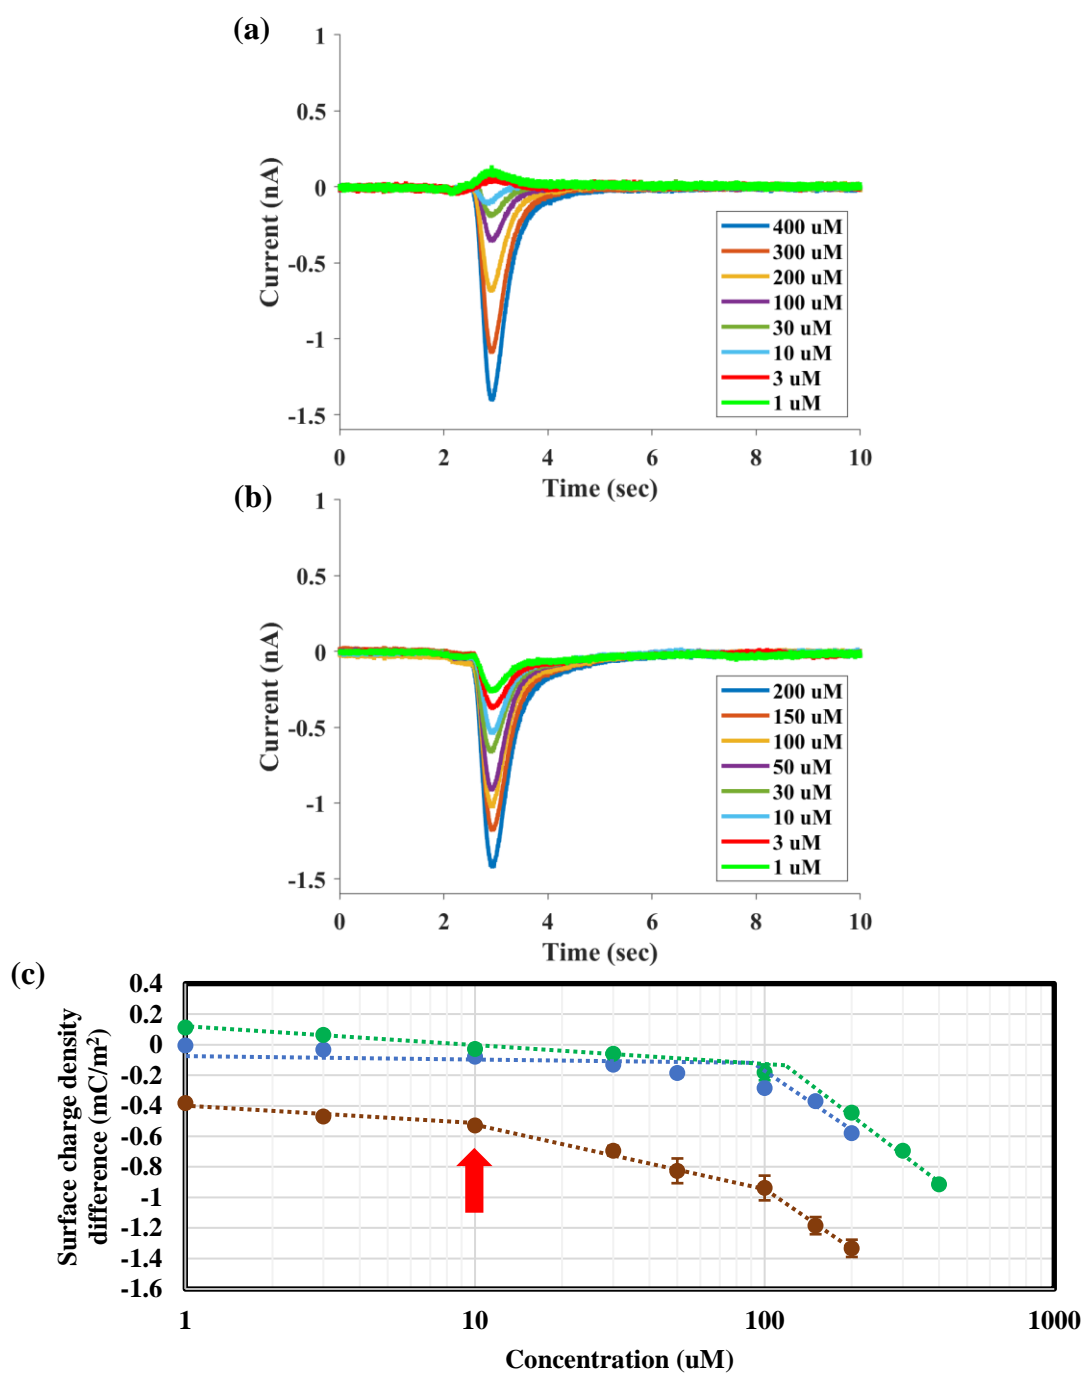 (a)
1
0.5
0
-0.5
-1
-1.5
Current (nA)
400 uM
300 uM
200 uM
100 uM
30 uM
10 uM
3 uM
1 uM
0 2 4 6 8 10
Time (sec)
(b)
1
0.5
0
-0.5
-1
-1.5
Current (nA)
200 uM
150 uM
100 uM
50 uM
30 uM
10 uM
3 uM
1 uM
0 2 4 6 8 10
Time (sec)
(c)
0.4
0.2
0
-0.2
-0.4
-0.6
-0.8
-1
-1.2
-1.4
-1.6
Surface charge density
difference (mC/m²)
1 10 100 1000
Concentration (uM)